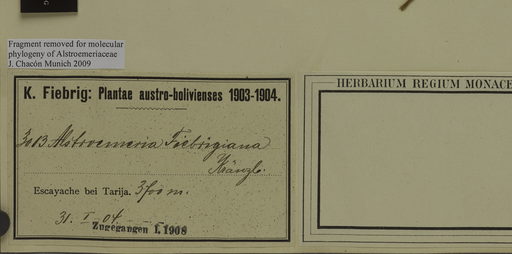 Fragment removed for molecular
phylogeny of Alstroemeriaceae
J. Chacón Munich 2009
K. Fiebrig: Plantae austro-bolivienses 1903-1904.
Alstroemeria Fiebrigiana
Kränzl.
Escayache bei Tarija. 3700 m.
31. I 04
Zugegangen I. 1908
HERBARIUM REGIUM MONACE